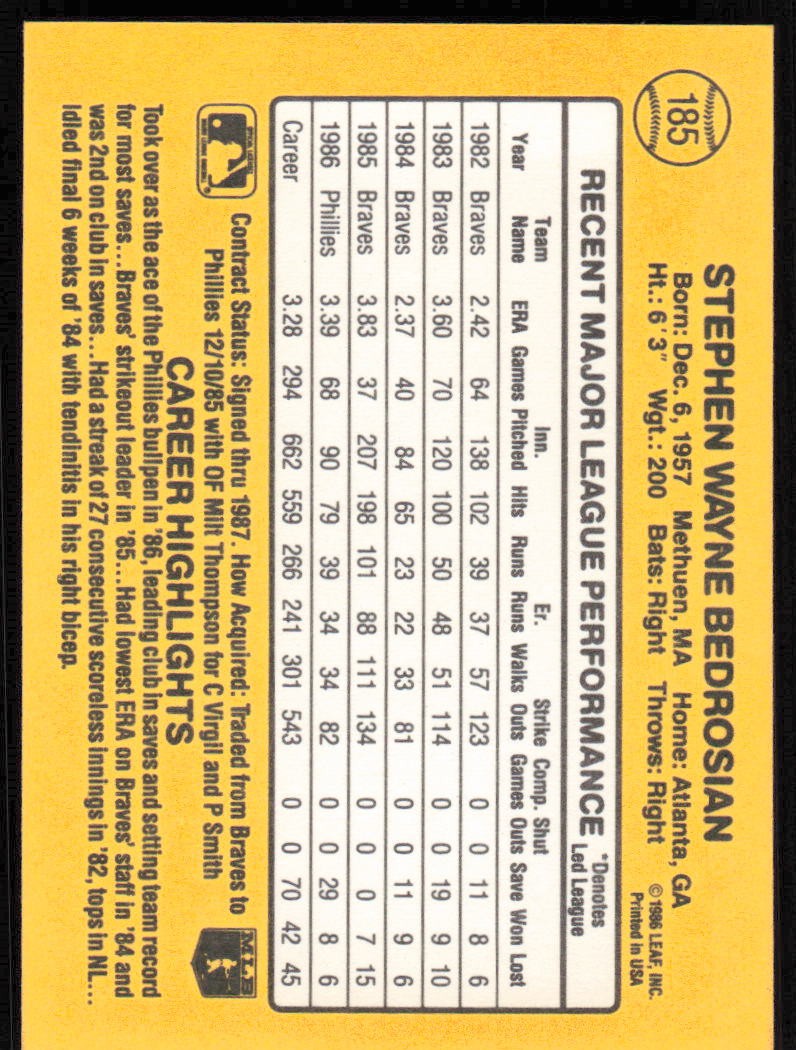 185
STEPHEN WAYNE BEDROSIAN
Born: Dec. 6, 1957 Methuen, MA Home: Atlanta, GA
Ht.: 6'3" Wgt.: 200 Bats: Right Throws: Right
© 1986 LEAF, INC.
Printed in USA
RECENT MAJOR LEAGUE PERFORMANCE
*Denotes
Led League
Team Inn. Er. Strike Comp. Shut
Year Name ERA Games Pitched Hits Runs Runs Walks Outs Games Outs Save Won Lost
1982 Braves 2.42 64 138 102 39 37 57 123 0 0 11 8 6
1983 Braves 3.60 70 120 100 50 48 51 114 0 0 19 9 10
1984 Braves 2.37 40 84 65 23 22 33 81 0 0 11 9 6
1985 Braves 3.83 37 207 198 101 88 111 134 0 0 0 7 15
1986 Phillies 3.39 68 90 79 39 34 34 82 0 0 29 8 6
Career 3.28 294 662 559 266 241 301 543 0 0 70 42 45
Contract Status: Signed thru 1987. How Acquired: Traded from Braves to
Phillies 12/10/85 with OF Milt Thompson for C Virgil and P Smith
MLB
CAREER HIGHLIGHTS
Took over as the ace of the Phillies bullpen in '86, leading club in saves and setting team record
for most saves... Braves' strikeout leader in '85... Had lowest ERA on Braves' staff in '84 and
was 2nd on club in saves... Had a streak of 27 consecutive scoreless innings in '82, tops in NL...
Idled final 6 weeks of '84 with tendinitis in his right bicep.